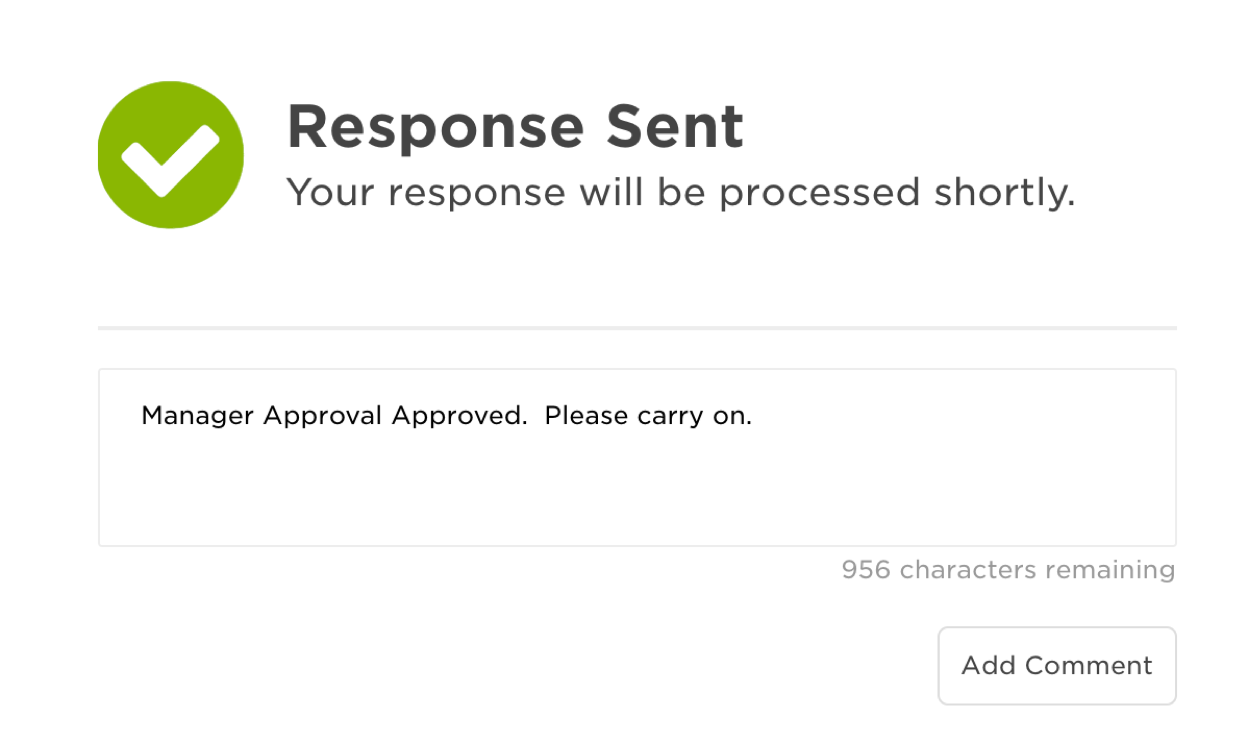 Response Sent
Your response will be processed shortly.
Manager Approval Approved.  Please carry on.
956 characters remaining
Add Comment